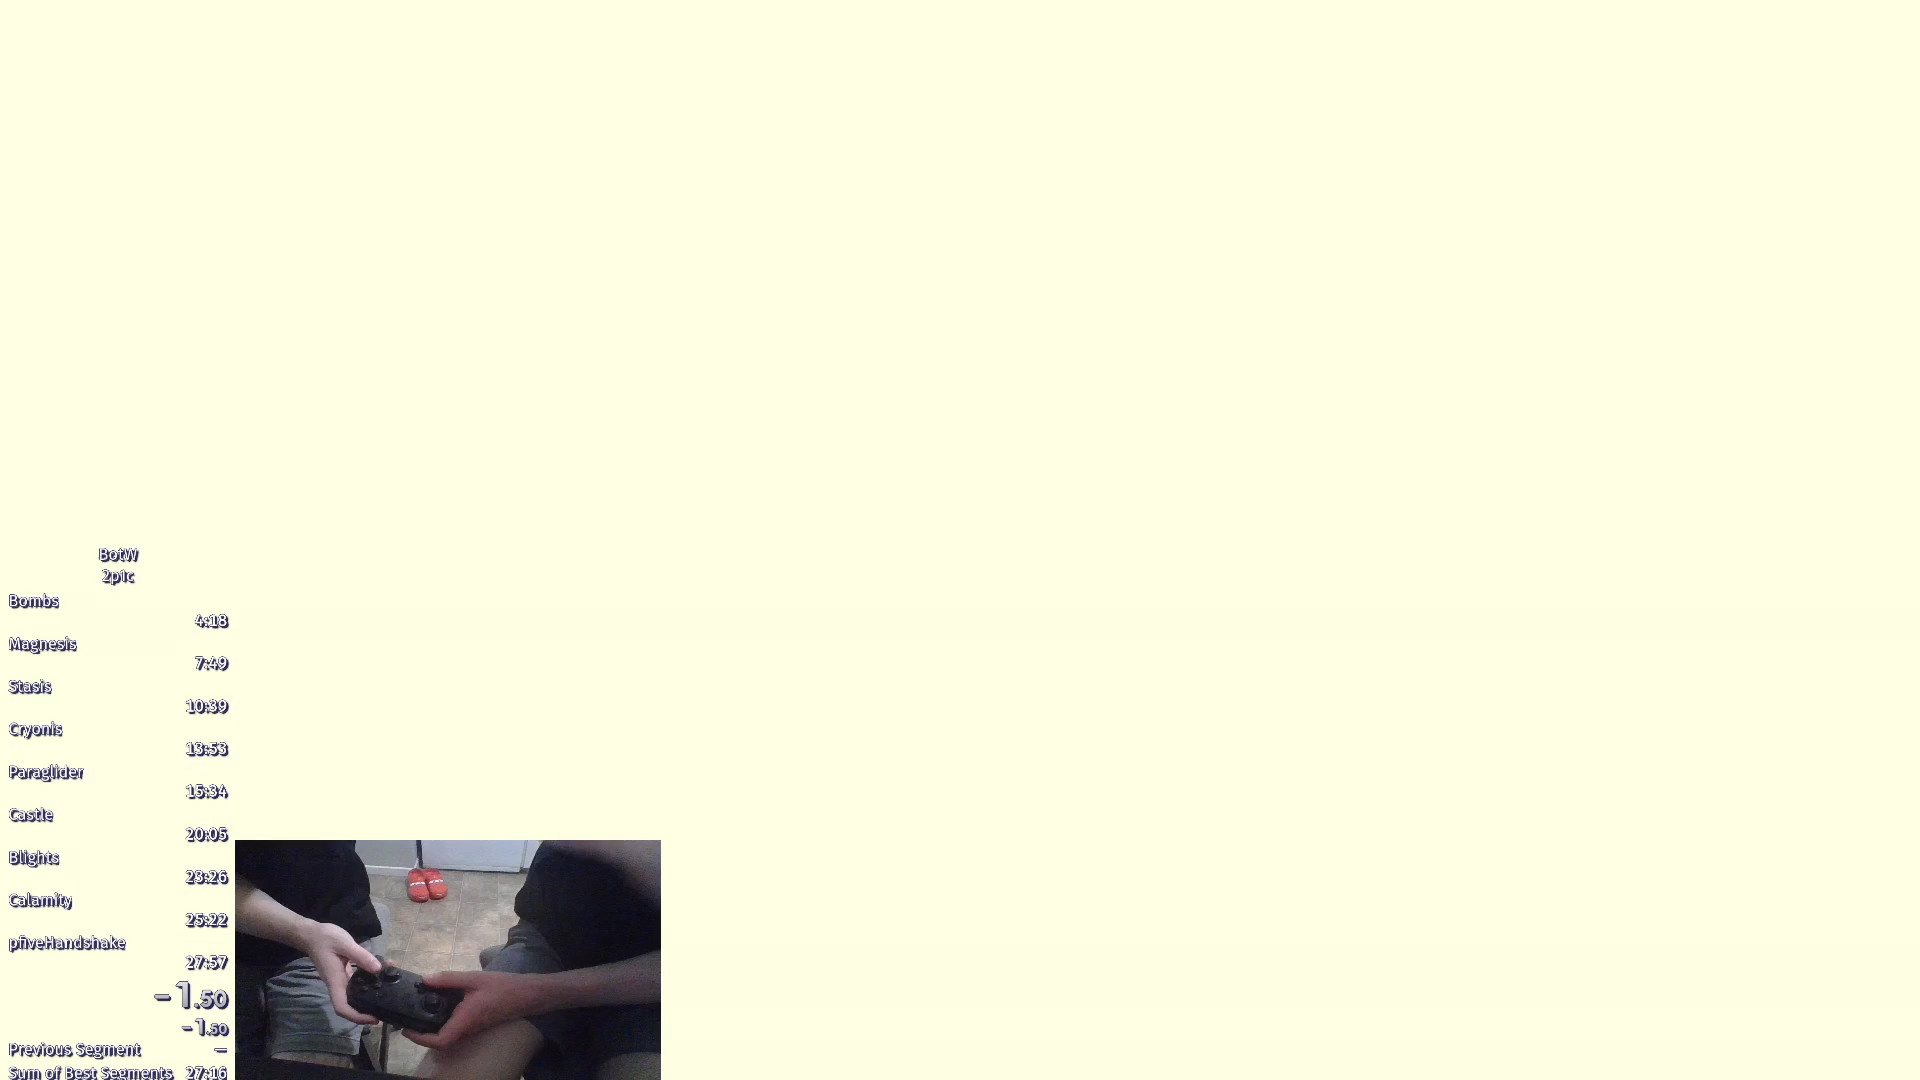 BotW
2p1c
Bombs
4:18
Magnesis
7:49
Stasis
10:39
Cryonis
13:53
Paraglider
15:34
Castle
20:05
Blights
23:26
Calamity
25:22
pfiveHandshake
27:57
-1.50
-1.50
Previous Segment —
Sum of Best Segments 27:16